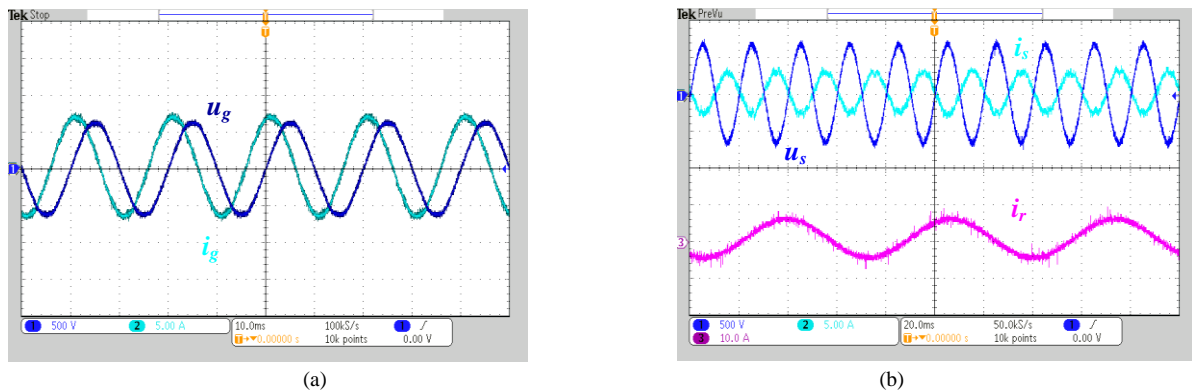 Tek Stop
T
T
u_g
1
i_g
1 500 V 2 5.00 A
10.0ms 100kS/s 1 /
T→▼0.00000 s 10k points 0.00 V
(a)
Tek PreVu
T
T
i_s
1
u_s
i_r
3
1 500 V 2 5.00 A
3 10.0 A
20.0ms 50.0kS/s 1 /
T→▼0.00000 s 10k points 0.00 V
(b)